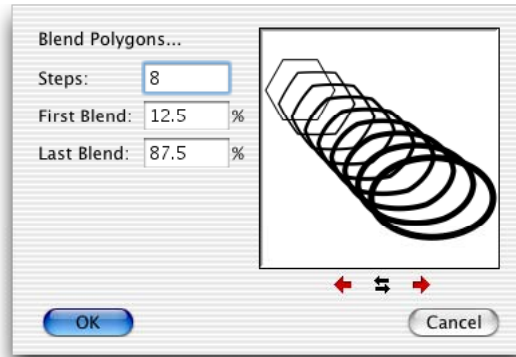 Blend Polygons...
Steps: 8
First Blend: 12.5 %
Last Blend: 87.5 %
OK Cancel